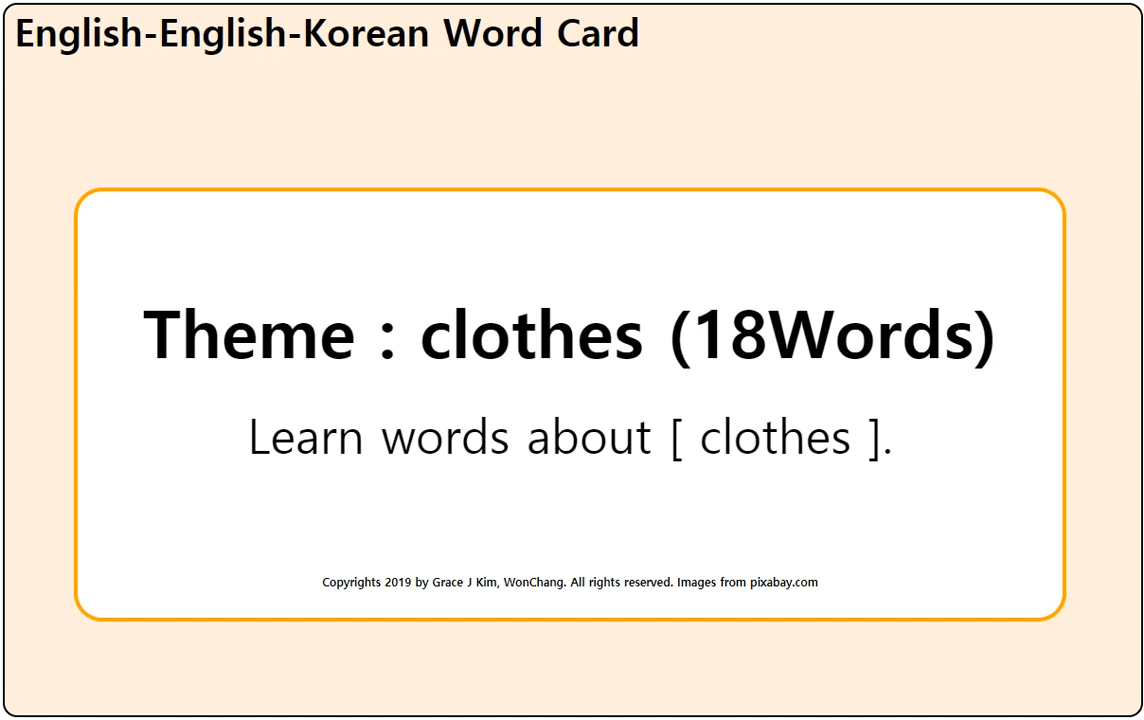 English-English-Korean Word Card
Theme : clothes (18Words)
Learn words about [ clothes ].
Copyrights 2019 by Grace J Kim, WonChang. All rights reserved. Images from pixabay.com